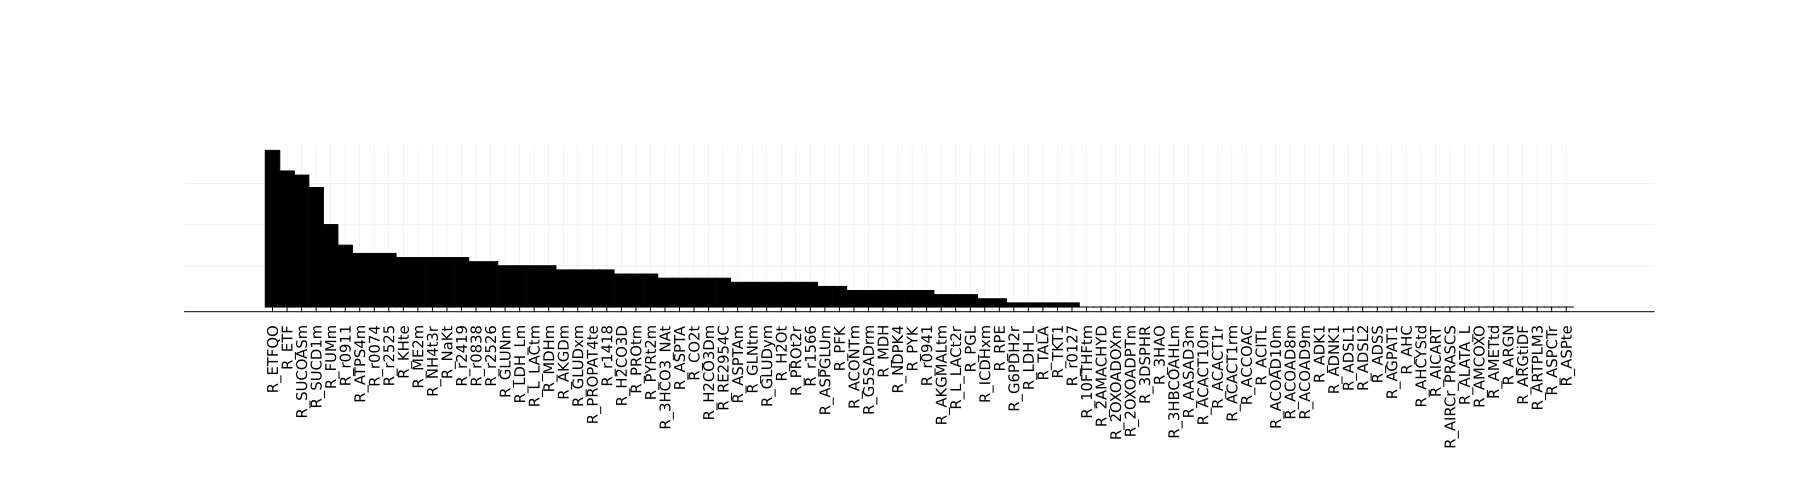 R_ETFQO
R_ETF
R_SUCOASm
R_SUCD1m
R_FUMm
R_r0911
R_ATPS4m
R_r0074
R_r2525
R_KHte
R_ME2m
R_NH4t3r
R_NaKt
R_r2419
R_r0838
R_r2526
R_GLUNm
R_LDH_Lm
R_L_LACtm
R_MDHm
R_AKGDm
R_GLUDxm
R_PROPAT4te
R_r1418
R_H2CO3D
R_PROtm
R_PYRt2m
R_3HCO3_NAt
R_ASPTA
R_CO2t
R_H2CO3Dm
R_RE2954C
R_ASPTAm
R_GLNtm
R_GLUDym
R_H2Ot
R_PROt2r
R_r1566
R_ASPGLUm
R_PFK
R_ACONTm
R_G5SADrm
R_MDH
R_NDPK4
R_PYK
R_r0941
R_AKGMALtm
R_L_LACt2r
R_PGL
R_ICDHxm
R_RPE
R_G6PDH2r
R_LDH_L
R_TALA
R_TKT1
R_r0127
R_10FTHFtm
R_2AMACHYD
R_2OXOADOXm
R_2OXOADPTm
R_3DSPHR
R_3HAO
R_3HBCOAHLm
R_AASAD3m
R_ACACT10m
R_ACACT1r
R_ACACT1rm
R_ACCOAC
R_ACITL
R_ACOAD10m
R_ACOAD8m
R_ACOAD9m
R_ADK1
R_ADNK1
R_ADSL1
R_ADSL2
R_ADSS
R_AGPAT1
R_AHC
R_AHCYStd
R_AICART
R_AIRCr_PRASCS
R_ALATA_L
R_AMCOXO
R_AMETtd
R_ARGN
R_ARGtiDF
R_ARTPLM3
R_ASPCTr
R_ASPte